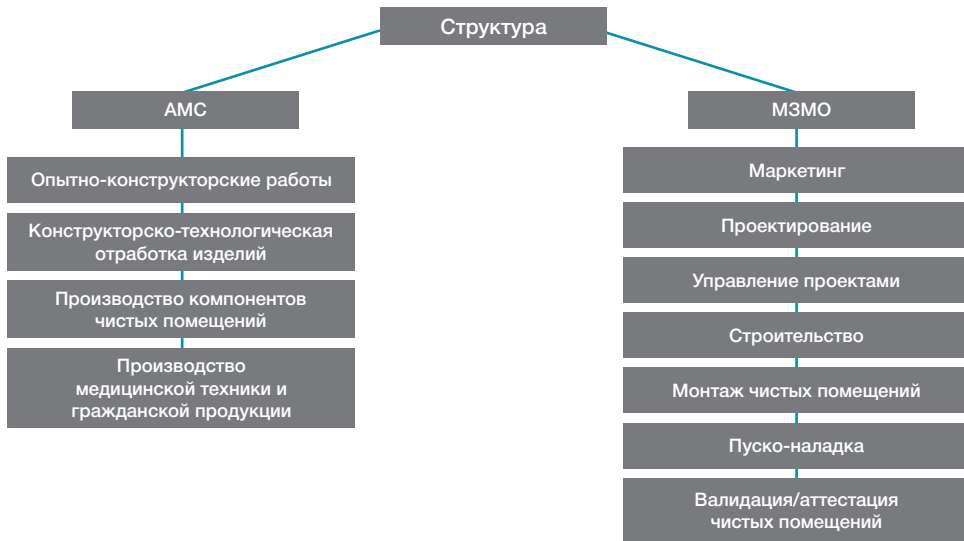 Структура
АМС
Опытно-конструкторские работы
Конструкторско-технологическая
отработка изделий
Производство компонентов
чистых помещений
Производство
медицинской техники и
гражданской продукции
МЗМО
Маркетинг
Проектирование
Управление проектами
Строительство
Монтаж чистых помещений
Пуско-наладка
Валидация/аттестация
чистых помещений